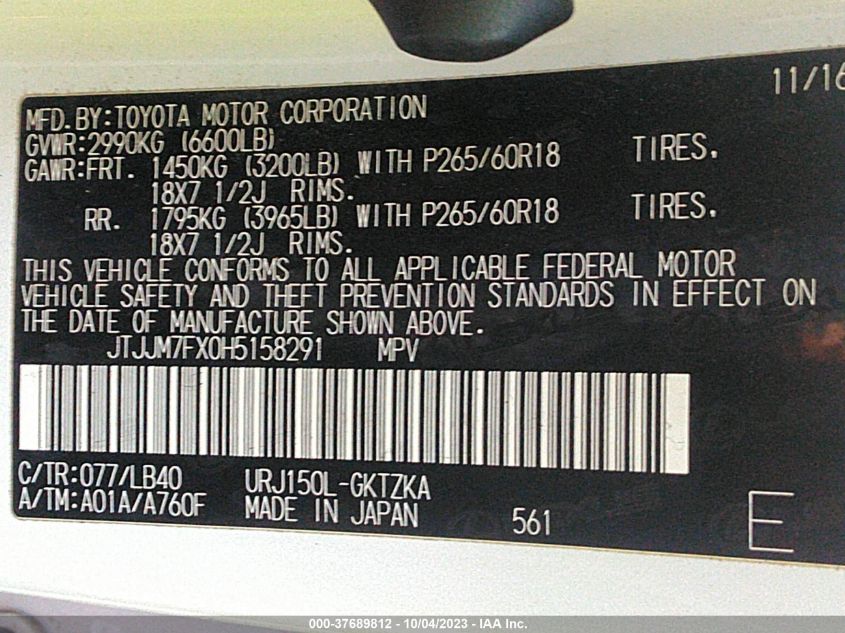 11/16
MFD.BY:TOYOTA MOTOR CORPORATION
GVWR:2990KG (6600LB)
GAWR:FRT. 1450KG (3200LB) WITH P265/60R18 TIRES.
18X7 1/2J RIMS.
RR. 1795KG (3965LB) WITH P265/60R18 TIRES.
18X7 1/2J RIMS.
THIS VEHICLE CONFORMS TO ALL APPLICABLE FEDERAL MOTOR
VEHICLE SAFETY AND THEFT PREVENTION STANDARDS IN EFFECT ON
THE DATE OF MANUFACTURE SHOWN ABOVE.
JTJJM7FX0H5158291 MPV
C/TR:077/LB40 URJ150L-GKTZKA
A/TM:A01A/A760F MADE IN JAPAN 561 E
000-37689812 - 10/04/2023 - IAA Inc.